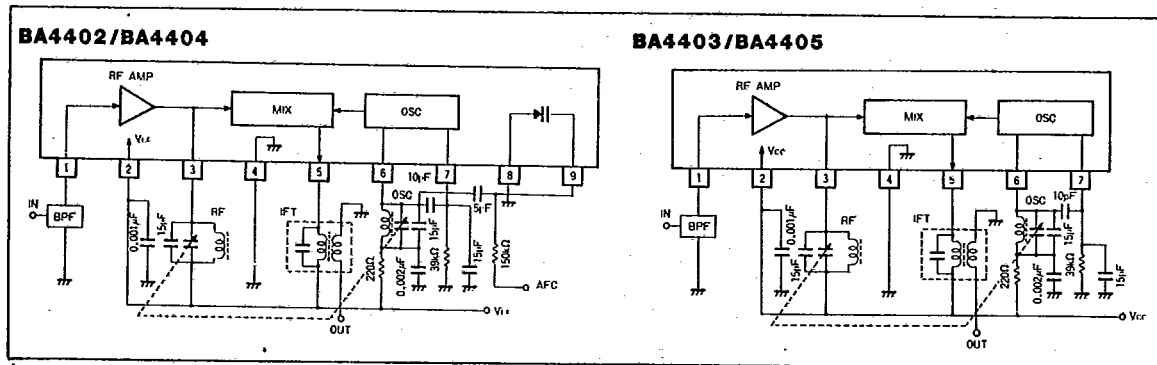 BA4402/BA4404
RF AMP
MIX
OSC
Vcc
1
2
3
4
5
6
7
8
9
10pF
IN
BPF
0.001μF
15pF
RF
IFT
OSC
220Ω
0.002μF
15pF
39kΩ
15pF
5pF
150kΩ
AFC
Vcc
OUT
BA4403/BA4405
RF AMP
MIX
OSC
Vcc
1
2
3
4
5
6
7
IN
BPF
0.001μF
15pF
RF
IFT
OSC
10pF
220Ω
0.002μF
15pF
39kΩ
15pF
Vcc
OUT